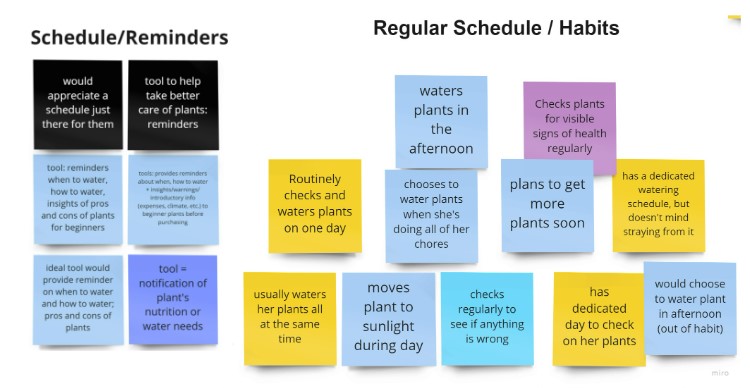 Schedule/Reminders
would
appreciate a
schedule just
there for them
tool to help
take better
care of plants:
reminders
tool: reminders
when to water,
how to water,
insights of pros
and cons of plants
for beginners
tools: provides reminders
about when, how to water
+ insights/warnings/
introductory info
(expenses, climate, etc.) to
beginner plants before
purchasing
ideal tool would
provide reminder
on when to water
and how to water;
pros and cons of
plants
tool =
notification of
plant's
nutrition or
water needs
Regular Schedule / Habits
waters
plants in
the
afternoon
Checks plants
for visible
signs of health
regularly
Routinely
checks and
waters plants
on one day
chooses to
water plants
when she's
doing all of her
chores
plans to get
more
plants soon
has a dedicated
watering
schedule, but
doesn't mind
straying from it
usually waters
her plants all
at the same
time
moves
plant to
sunlight
during day
checks
regularly to
see if anything
is wrong
has
dedicated
day to check
on her plants
would choose
to water plant
in afternoon
(out of habit)
miro